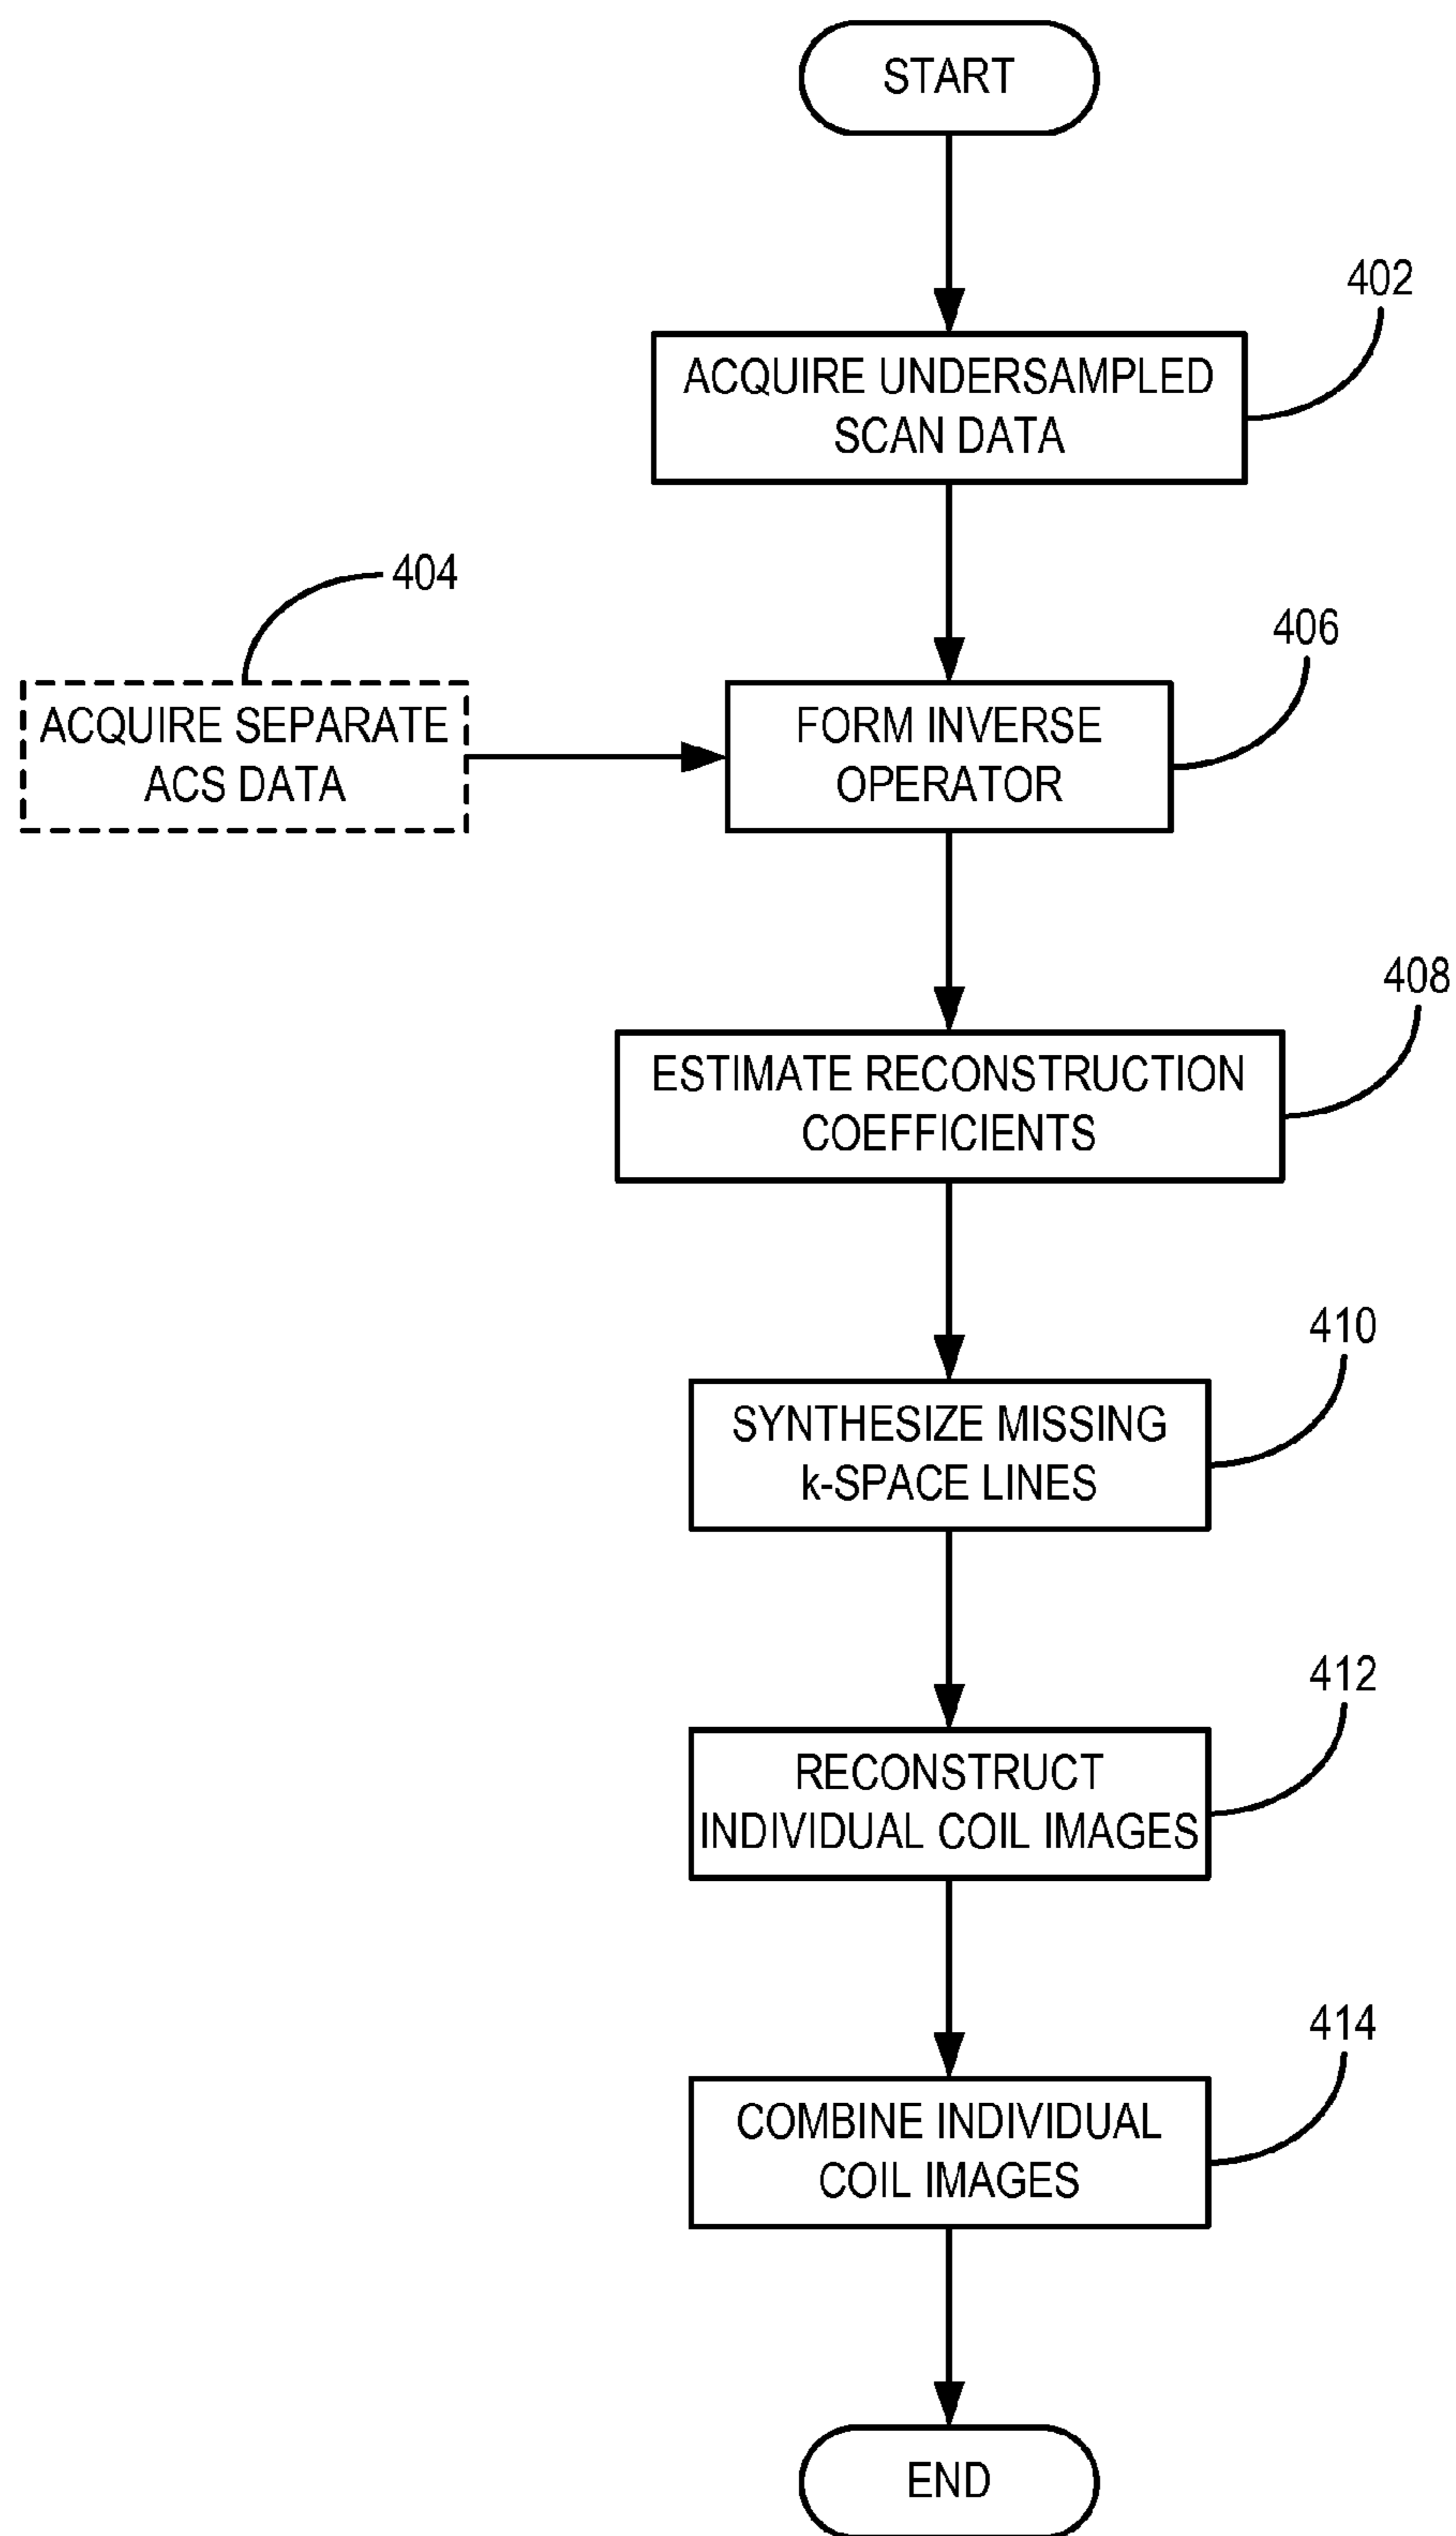 START
402
ACQUIRE UNDERSAMPLED
SCAN DATA
404
ACQUIRE SEPARATE
ACS DATA
406
FORM INVERSE
OPERATOR
408
ESTIMATE RECONSTRUCTION
COEFFICIENTS
410
SYNTHESIZE MISSING
k-SPACE LINES
412
RECONSTRUCT
INDIVIDUAL COIL IMAGES
414
COMBINE INDIVIDUAL
COIL IMAGES
END